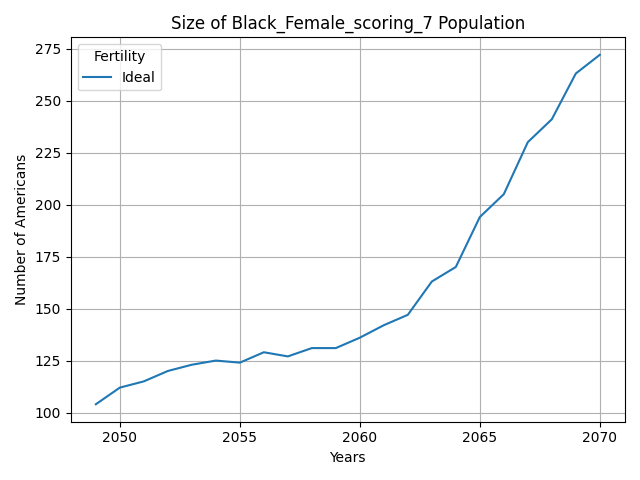 Size of Black_Female_scoring_7 Population
Fertility
Ideal
Number of Americans
275
250
225
200
175
150
125
100
2050 2055 2060 2065 2070
Years